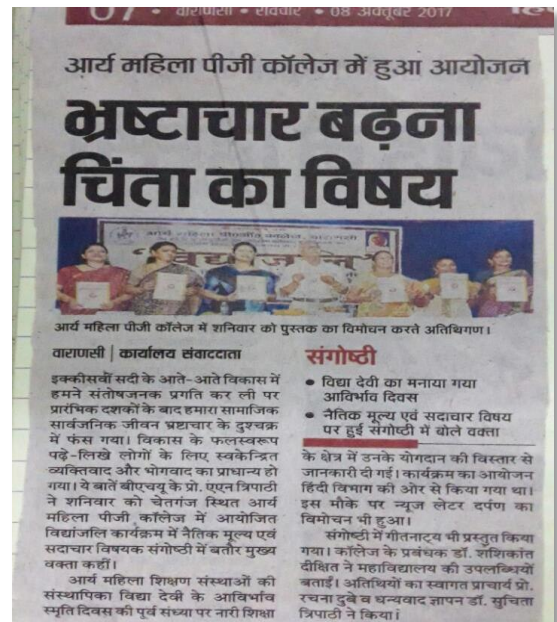 07 • वाराणसी • रविवार • 08 अक्तूबर 2017
आर्य महिला पीजी कॉलेज में हुआ आयोजन
भ्रष्टाचार बढ़ना
चिंता का विषय
आर्य महिला पीजी कॉलेज, वाराणसी
आर्य महिला पीजी कॉलेज में शनिवार को पुस्तक का विमोचन करते अतिथिगण।
वाराणसी | कार्यालय संवाददाता
इक्कीसवीं सदी के आते-आते विकास में
हमने संतोषजनक प्रगति कर ली पर
प्रारंभिक दशकों के बाद हमारा सामाजिक
सार्वजनिक जीवन भ्रष्टाचार के दुश्चक्र
में फंस गया। विकास के फलस्वरूप
पढ़े-लिखे लोगों के लिए स्वकेन्द्रित
व्यक्तिवाद और भोगवाद का प्राधान्य हो
गया। ये बातें बीएचयू के प्रो. एएन त्रिपाठी
ने शनिवार को चेतगंज स्थित आर्य
महिला पीजी कॉलेज में आयोजित
विद्यांजलि कार्यक्रम में नैतिक मूल्य एवं
सदाचार विषयक संगोष्ठी में बतौर मुख्य
वक्ता कहीं।
आर्य महिला शिक्षण संस्थाओं की
संस्थापिका विद्या देवी के आविर्भाव
स्मृति दिवस की पूर्व संध्या पर नारी शिक्षा
संगोष्ठी
• विद्या देवी का मनाया गया
आविर्भाव दिवस
• नैतिक मूल्य एवं सदाचार विषय
पर हुई संगोष्ठी में बोले वक्ता
के क्षेत्र में उनके योगदान की विस्तार से
जानकारी दी गई। कार्यक्रम का आयोजन
हिंदी विभाग की ओर से किया गया था।
इस मौके पर न्यूज लेटर दर्पण का
विमोचन भी हुआ।
संगोष्ठी में गीतनाट्य भी प्रस्तुत किया
गया। कॉलेज के प्रबंधक डॉ. शशिकांत
दीक्षित ने महाविद्यालय की उपलब्धियों
बताईं। अतिथियों का स्वागत प्राचार्य प्रो.
रचना दुबे व धन्यवाद ज्ञापन डॉ. सुचिता
त्रिपाठी ने किया।